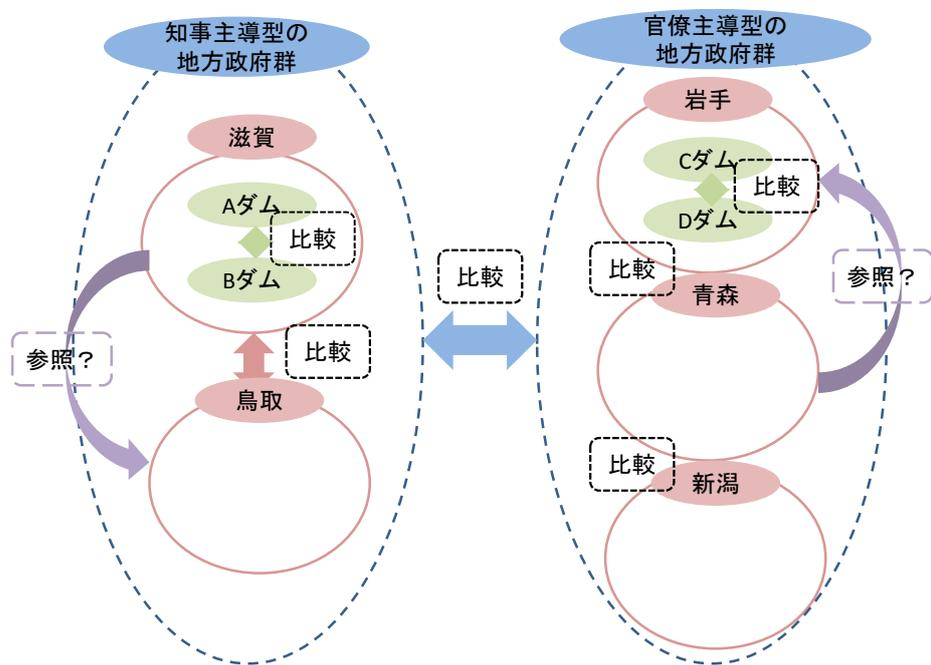 知事主導型の
地方政府群
滋賀
Aダム
比較
Bダム
比較
参照？
鳥取
比較
官僚主導型の
地方政府群
岩手
Cダム
比較
Dダム
比較
青森
参照？
比較
新潟